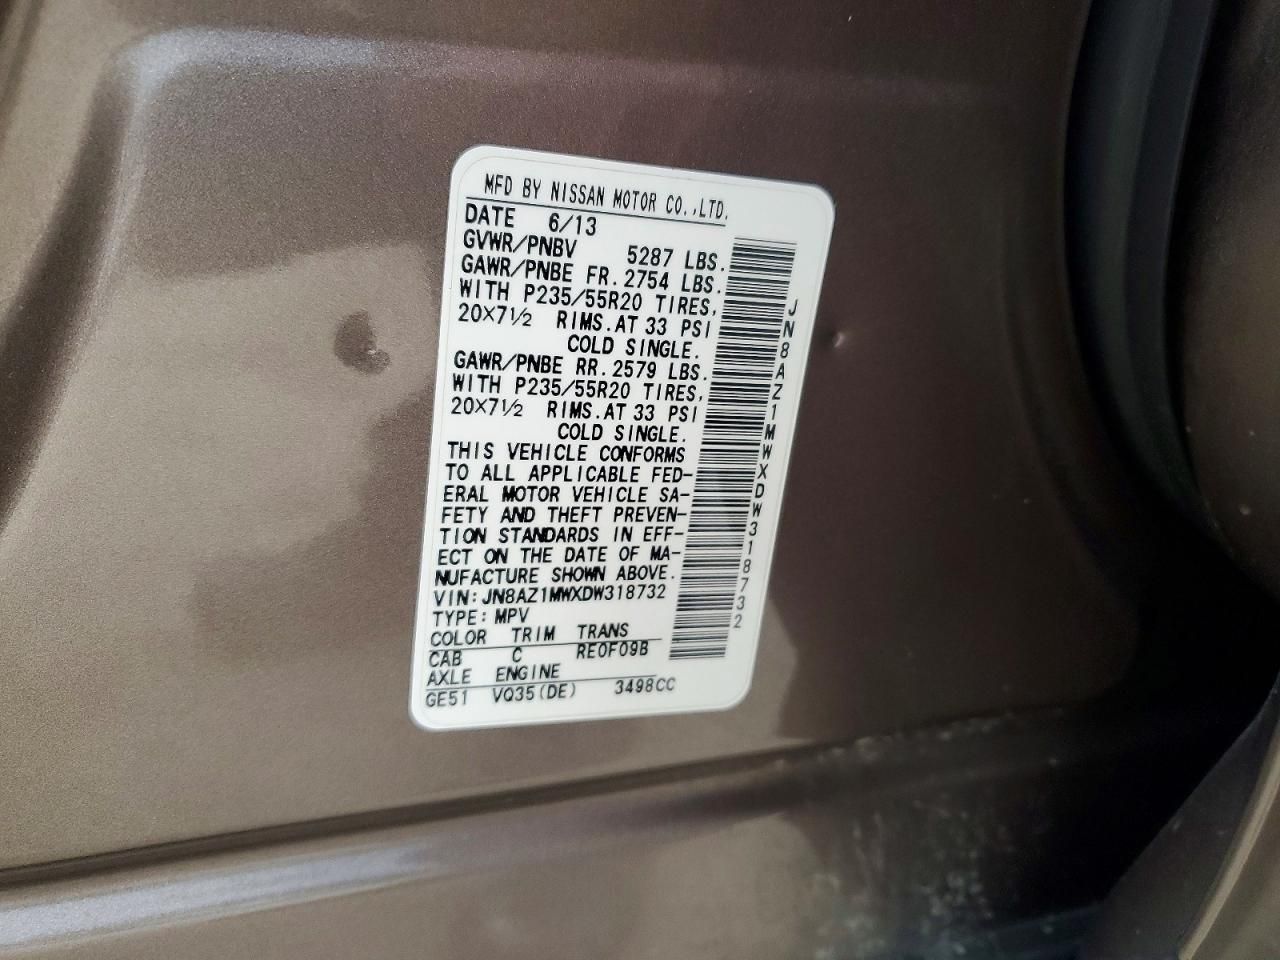 MFD BY NISSAN MOTOR CO.,LTD.
DATE 6/13
GVWR/PNBV 5287 LBS.
GAWR/PNBE FR. 2754 LBS.
WITH P235/55R20 TIRES,
20X7½ RIMS.AT 33 PSI
COLD SINGLE.
GAWR/PNBE RR. 2579 LBS.
WITH P235/55R20 TIRES,
20X7½ RIMS.AT 33 PSI
COLD SINGLE.
THIS VEHICLE CONFORMS
TO ALL APPLICABLE FED-
ERAL MOTOR VEHICLE SA-
FETY AND THEFT PREVEN-
TION STANDARDS IN EFF-
ECT ON THE DATE OF MA-
NUFACTURE SHOWN ABOVE.
VIN: JN8AZ1MWXDW318732
TYPE: MPV
COLOR TRIM TRANS
CAB C RE0F09B
AXLE ENGINE
GE51 VQ35(DE) 3498CC
JN8AZ1MWXDW318732